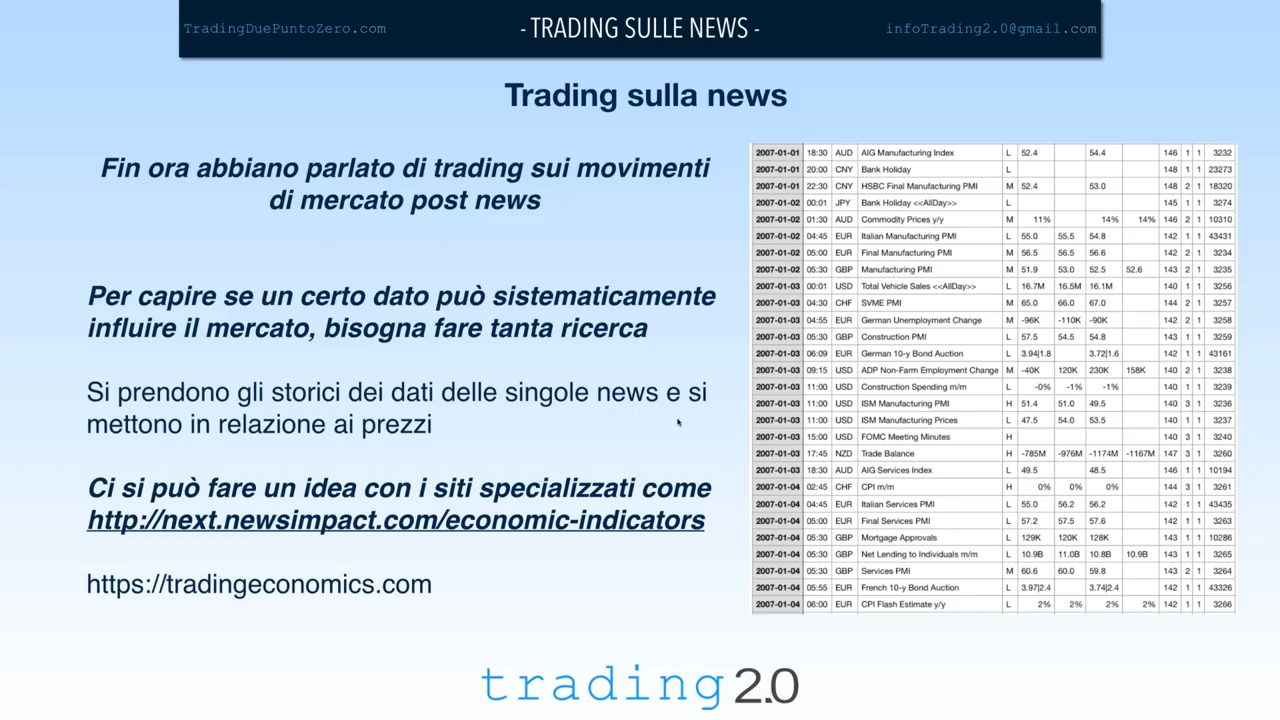 TradingDuePuntoZero.com
- TRADING SULLE NEWS -
infoTrading2.0@gmail.com
Trading sulla news
Fin ora abbiano parlato di trading sui movimenti
di mercato post news
Per capire se un certo dato può sistematicamente
influire il mercato, bisogna fare tanta ricerca
Si prendono gli storici dei dati delle singole news e si
mettono in relazione ai prezzi
Ci si può fare un idea con i siti specializzati come
http://next.newsimpact.com/economic-indicators
https://tradingeconomics.com
2007-01-01 18:30 AUD AIG Manufacturing Index L 52.4 54.4 146 1 1 3232
2007-01-01 20:00 CNY Bank Holiday L 148 1 1 23273
2007-01-01 22:30 CNY HSBC Final Manufacturing PMI M 52.4 53.0 148 2 1 18320
2007-01-02 00:01 JPY Bank Holiday <<AllDay>> L 145 1 1 3274
2007-01-02 01:30 AUD Commodity Prices y/y M 11% 14% 14% 146 2 1 10310
2007-01-02 04:45 EUR Italian Manufacturing PMI L 55.0 55.5 54.8 142 1 1 43431
2007-01-02 05:00 EUR Final Manufacturing PMI M 56.5 56.5 56.6 142 2 1 3234
2007-01-02 05:30 GBP Manufacturing PMI M 51.9 53.0 52.5 52.6 143 2 1 3235
2007-01-03 00:01 USD Total Vehicle Sales <<AllDay>> L 16.7M 16.5M 16.1M 140 1 1 3256
2007-01-03 04:30 CHF SVME PMI M 65.0 66.0 67.0 144 2 1 3257
2007-01-03 04:55 EUR German Unemployment Change M -96K -110K -90K 142 2 1 3258
2007-01-03 05:30 GBP Construction PMI L 57.5 54.5 54.8 143 1 1 3259
2007-01-03 06:09 EUR German 10-y Bond Auction L 3.94|1.8 3.72|1.6 142 1 1 43161
2007-01-03 09:15 USD ADP Non-Farm Employment Change M -40K 120K 230K 158K 140 2 1 3238
2007-01-03 11:00 USD Construction Spending m/m L -0% -1% -1% 140 1 1 3239
2007-01-03 11:00 USD ISM Manufacturing PMI H 51.4 51.0 49.5 140 3 1 3236
2007-01-03 11:00 USD ISM Manufacturing Prices L 47.5 54.0 53.5 140 1 1 3237
2007-01-03 15:00 USD FOMC Meeting Minutes H 140 3 1 3240
2007-01-03 17:45 NZD Trade Balance H -785M -976M -1174M -1167M 147 3 1 3260
2007-01-03 18:30 AUD AIG Services Index L 49.5 48.5 146 1 1 10194
2007-01-04 02:45 CHF CPI m/m H 0% 0% 0% 144 3 1 3261
2007-01-04 04:45 EUR Italian Services PMI L 55.0 56.2 56.2 142 1 1 43435
2007-01-04 05:00 EUR Final Services PMI L 57.2 57.5 57.6 142 1 1 3263
2007-01-04 05:30 GBP Mortgage Approvals L 129K 120K 128K 143 1 1 10286
2007-01-04 05:30 GBP Net Lending to Individuals m/m L 10.9B 11.0B 10.8B 10.9B 143 1 1 3265
2007-01-04 05:30 GBP Services PMI M 60.6 60.0 59.8 143 2 1 3264
2007-01-04 05:55 EUR French 10-y Bond Auction L 3.97|2.4 3.74|2.4 142 1 1 43326
2007-01-04 06:00 EUR CPI Flash Estimate y/y L 2% 2% 2% 2% 142 1 1 3266
trading 2.0